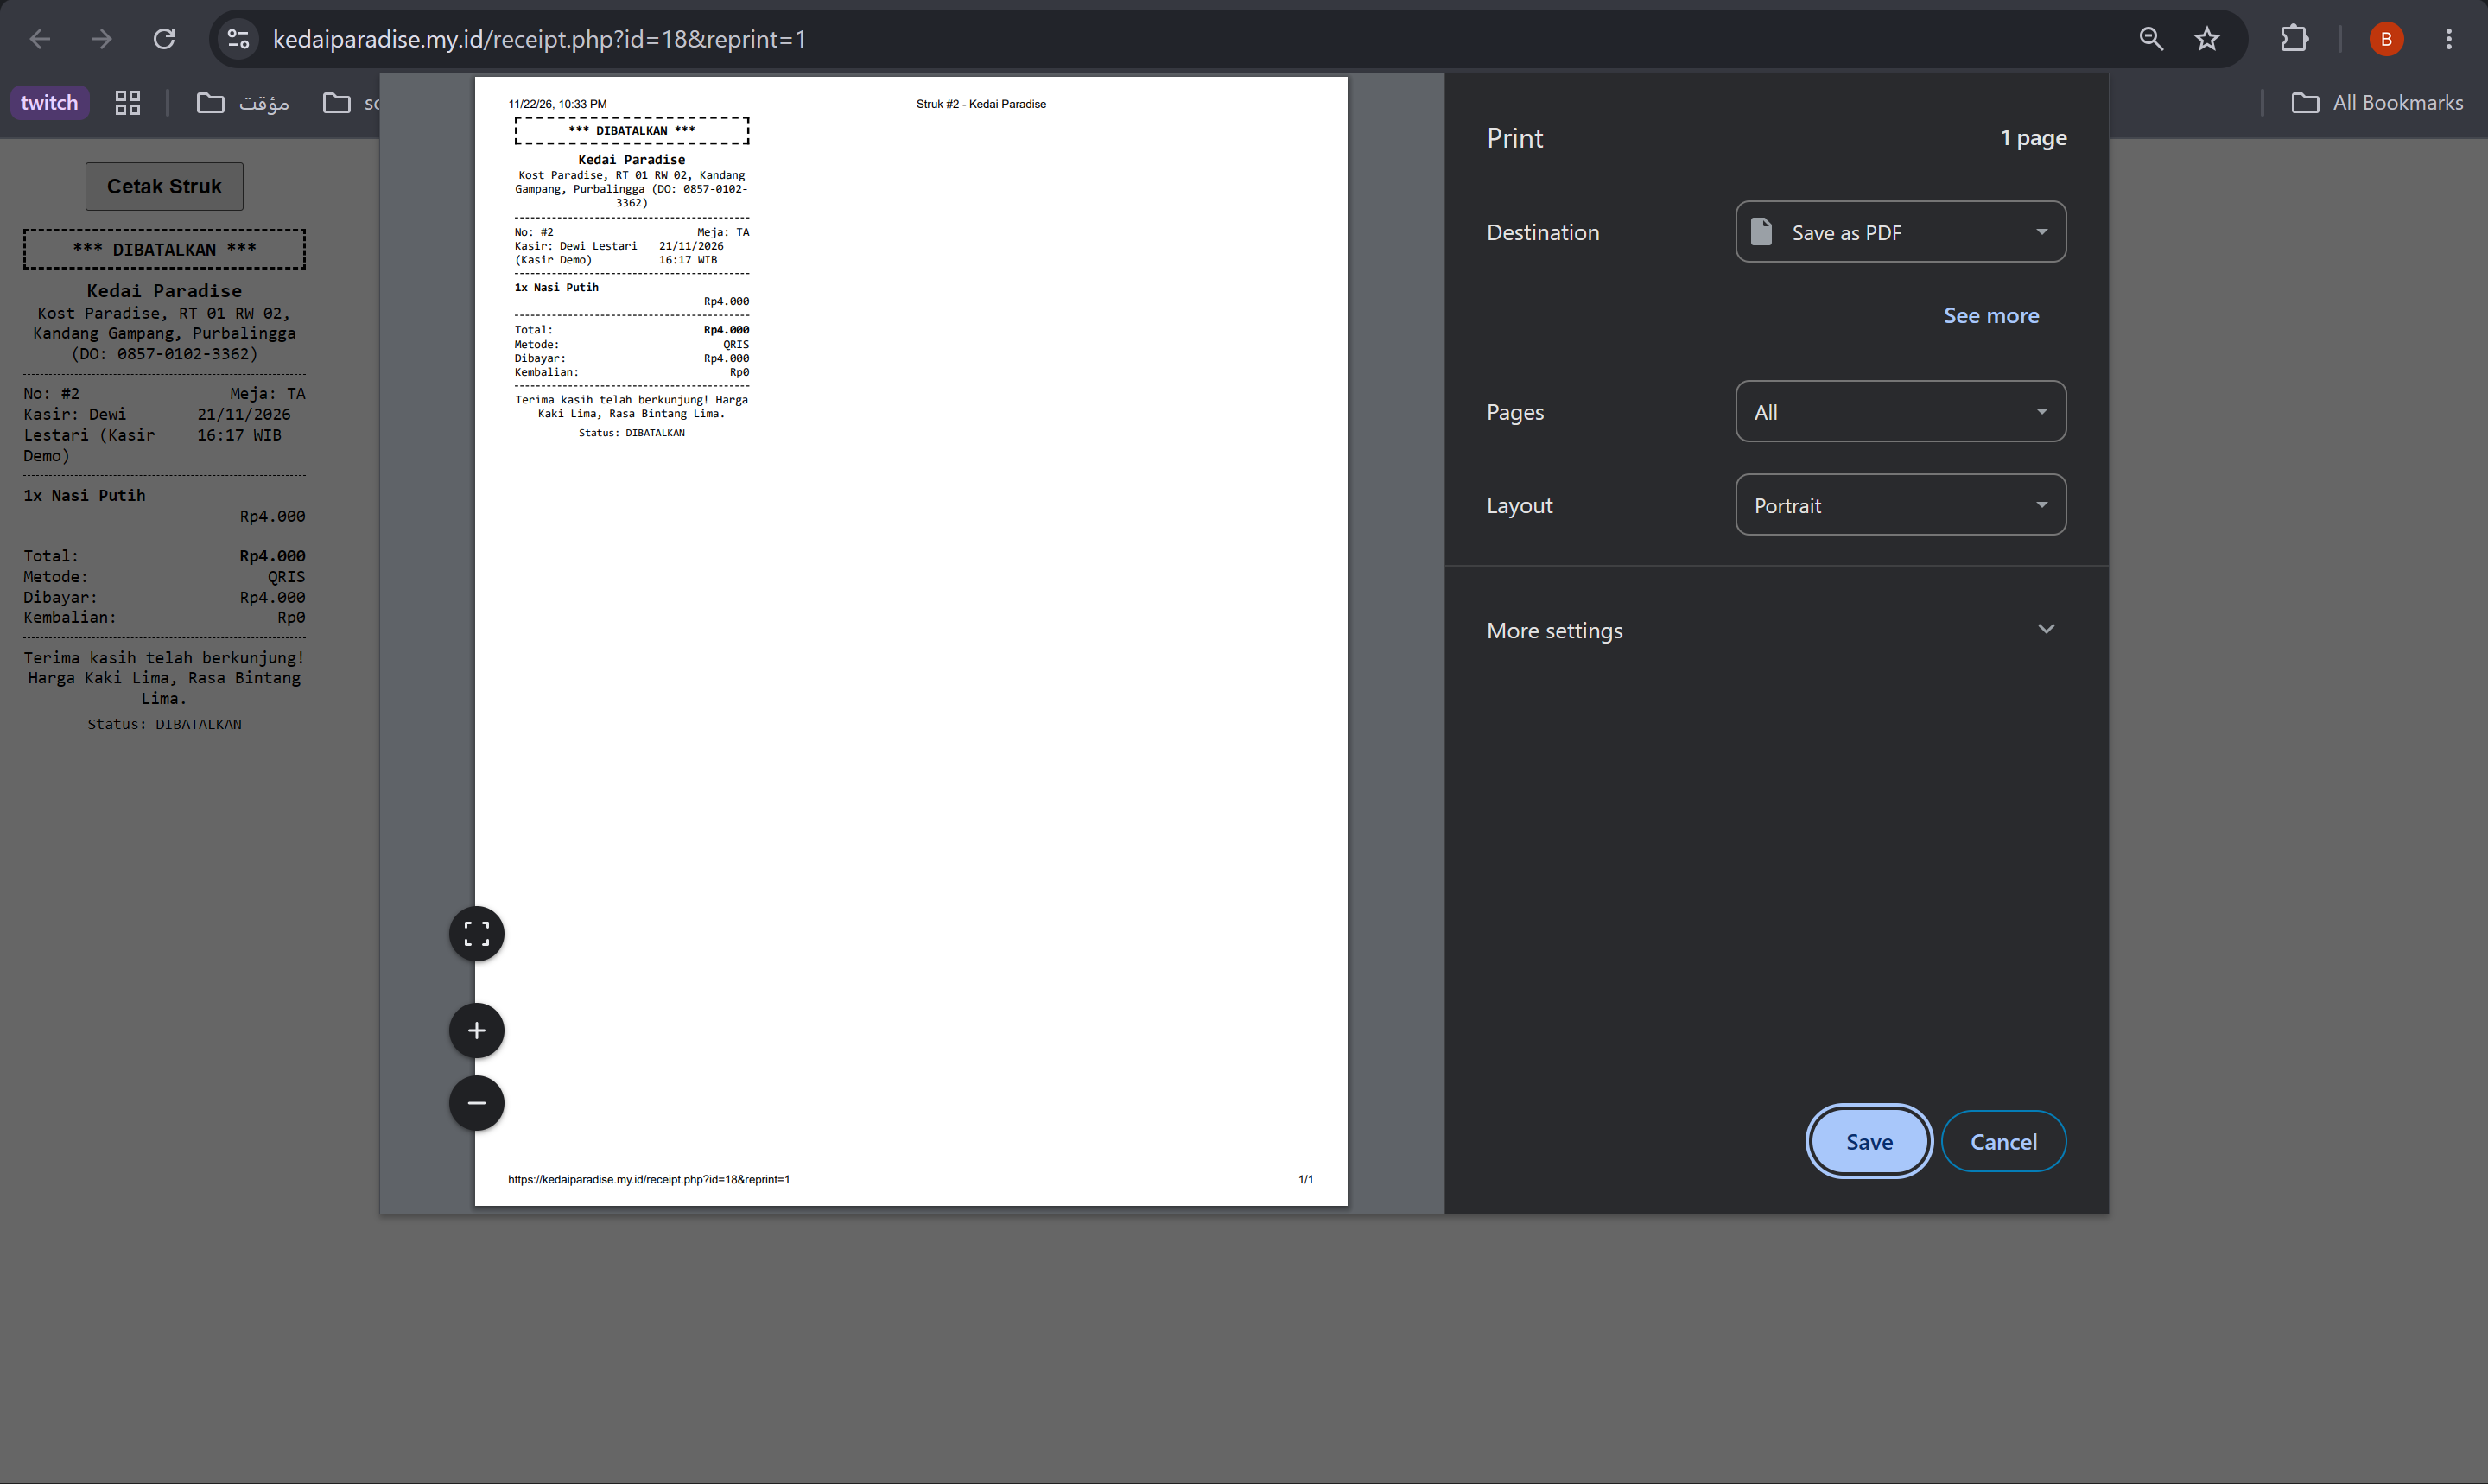 kedaiparadise.my.id/receipt.php?id=18&reprint=1
B
twitch
مؤقت
All Bookmarks
Cetak Struk
*** DIBATALKAN ***
Kedai Paradise
Kost Paradise, RT 01 RW 02,
Kandang Gampang, Purbalingga
(DO: 0857-0102-3362)
No: #2 Meja: TA
Kasir: Dewi 21/11/2026
Lestari (Kasir 16:17 WIB
Demo)
1x Nasi Putih
Rp4.000
Total: Rp4.000
Metode: QRIS
Dibayar: Rp4.000
Kembalian: Rp0
Terima kasih telah berkunjung!
Harga Kaki Lima, Rasa Bintang
Lima.
Status: DIBATALKAN
11/22/26, 10:33 PM Struk #2 - Kedai Paradise
*** DIBATALKAN ***
Kedai Paradise
Kost Paradise, RT 01 RW 02, Kandang
Gampang, Purbalingga (DO: 0857-0102-
3362)
No: #2 Meja: TA
Kasir: Dewi Lestari 21/11/2026
(Kasir Demo) 16:17 WIB
1x Nasi Putih
Rp4.000
Total: Rp4.000
Metode: QRIS
Dibayar: Rp4.000
Kembalian: Rp0
Terima kasih telah berkunjung! Harga
Kaki Lima, Rasa Bintang Lima.
Status: DIBATALKAN
https://kedaiparadise.my.id/receipt.php?id=18&reprint=1 1/1
Print 1 page
Destination Save as PDF
See more
Pages All
Layout Portrait
More settings
Save Cancel